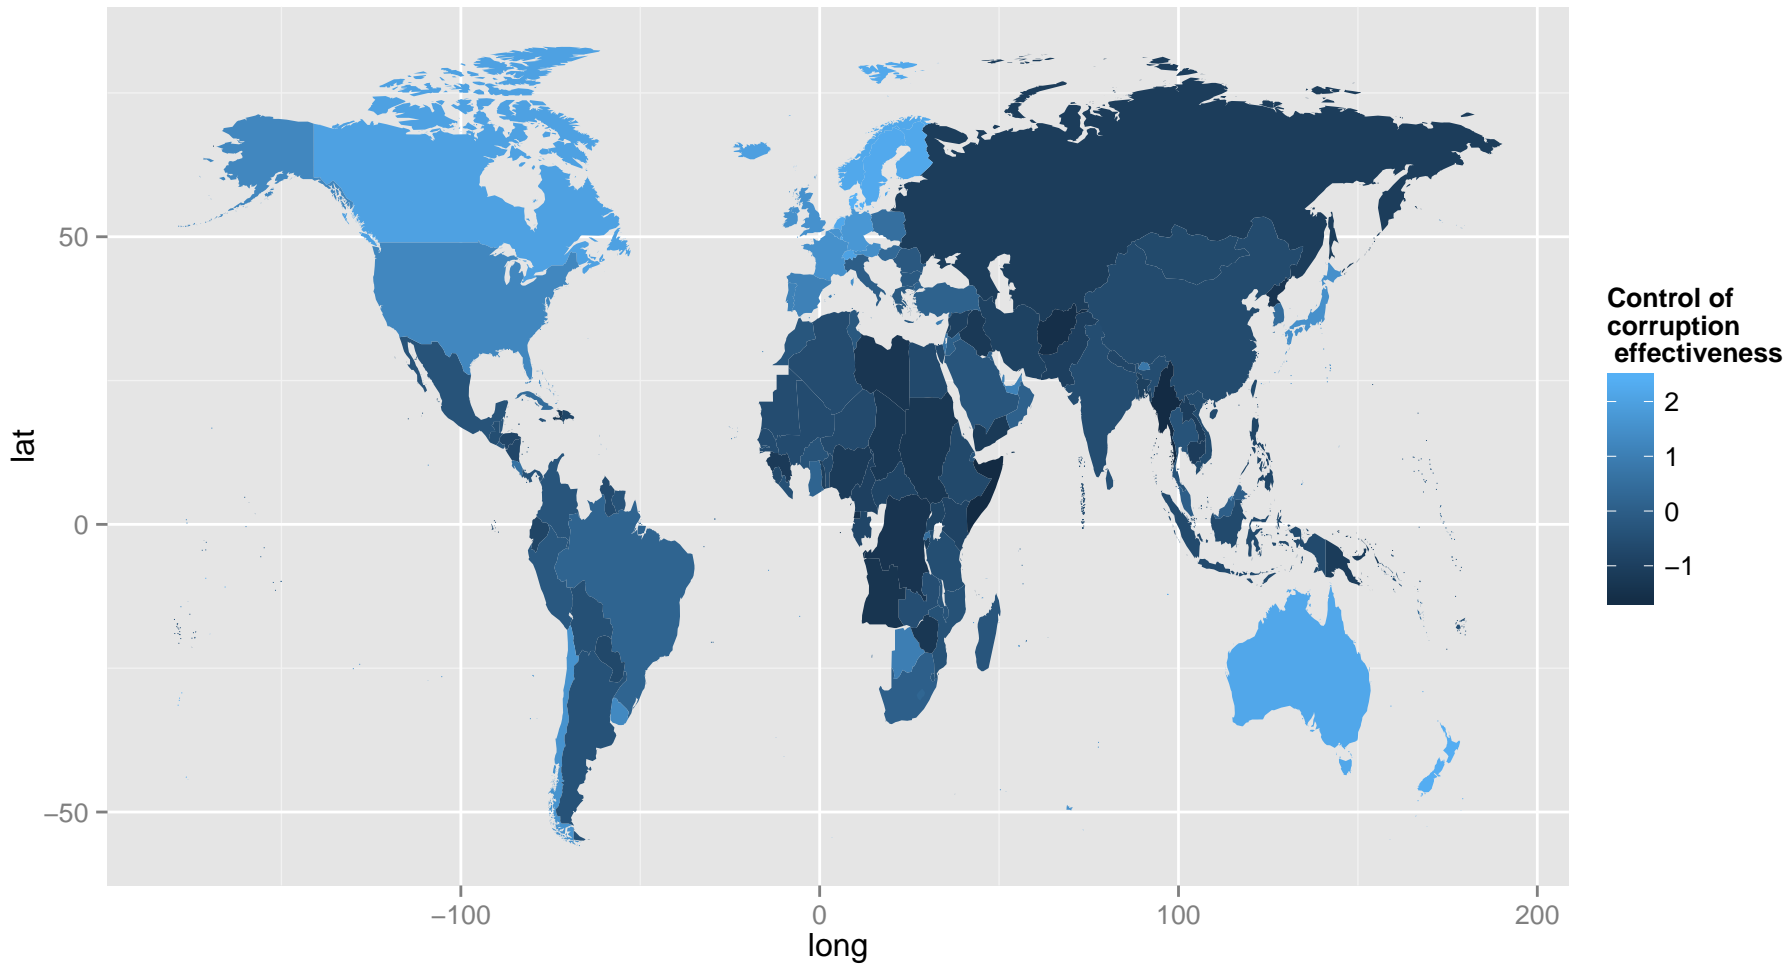 50
0
−50
lat
−100
0
100
200
long
Control of
corruption
effectiveness
2
1
0
−1